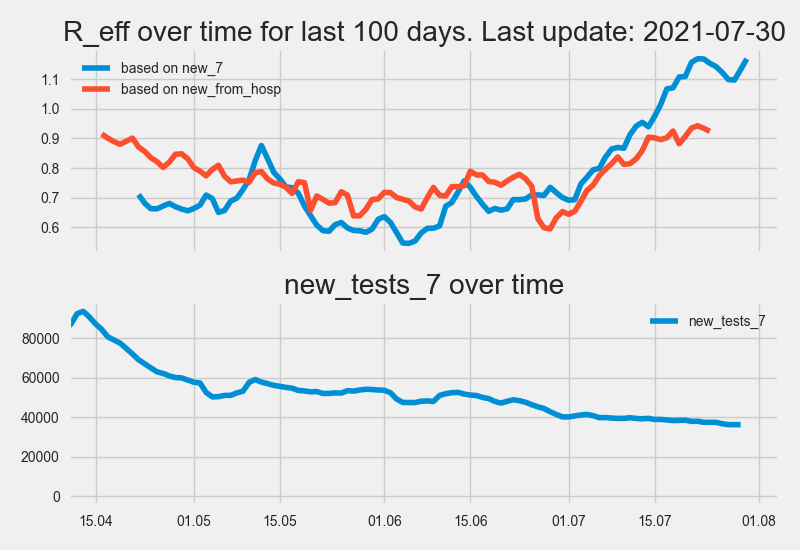 R_eff over time for last 100 days. Last update: 2021-07-30
based on new_7
based on new_from_hosp
1.1
1.0
0.9
0.8
0.7
0.6
new_tests_7 over time
new_tests_7
80000
60000
40000
20000
0
15.04 01.05 15.05 01.06 15.06 01.07 15.07 01.08